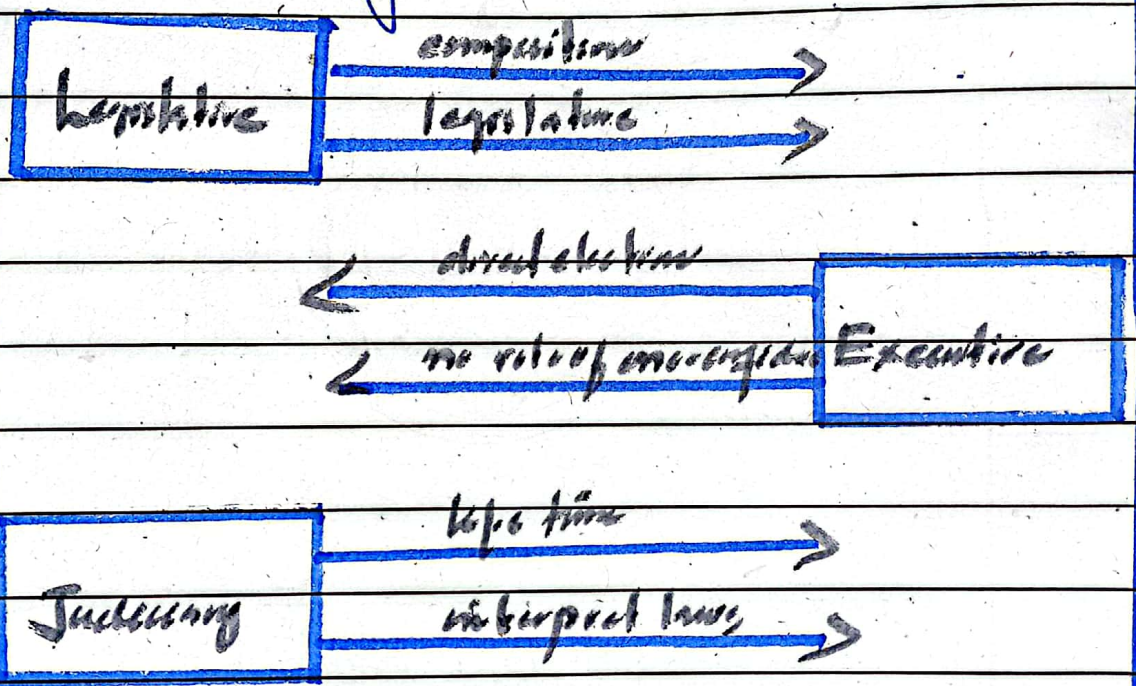 composition
Legislative
legislature
direct election
no vote of
Executive
life time
Judiciary
interpret laws